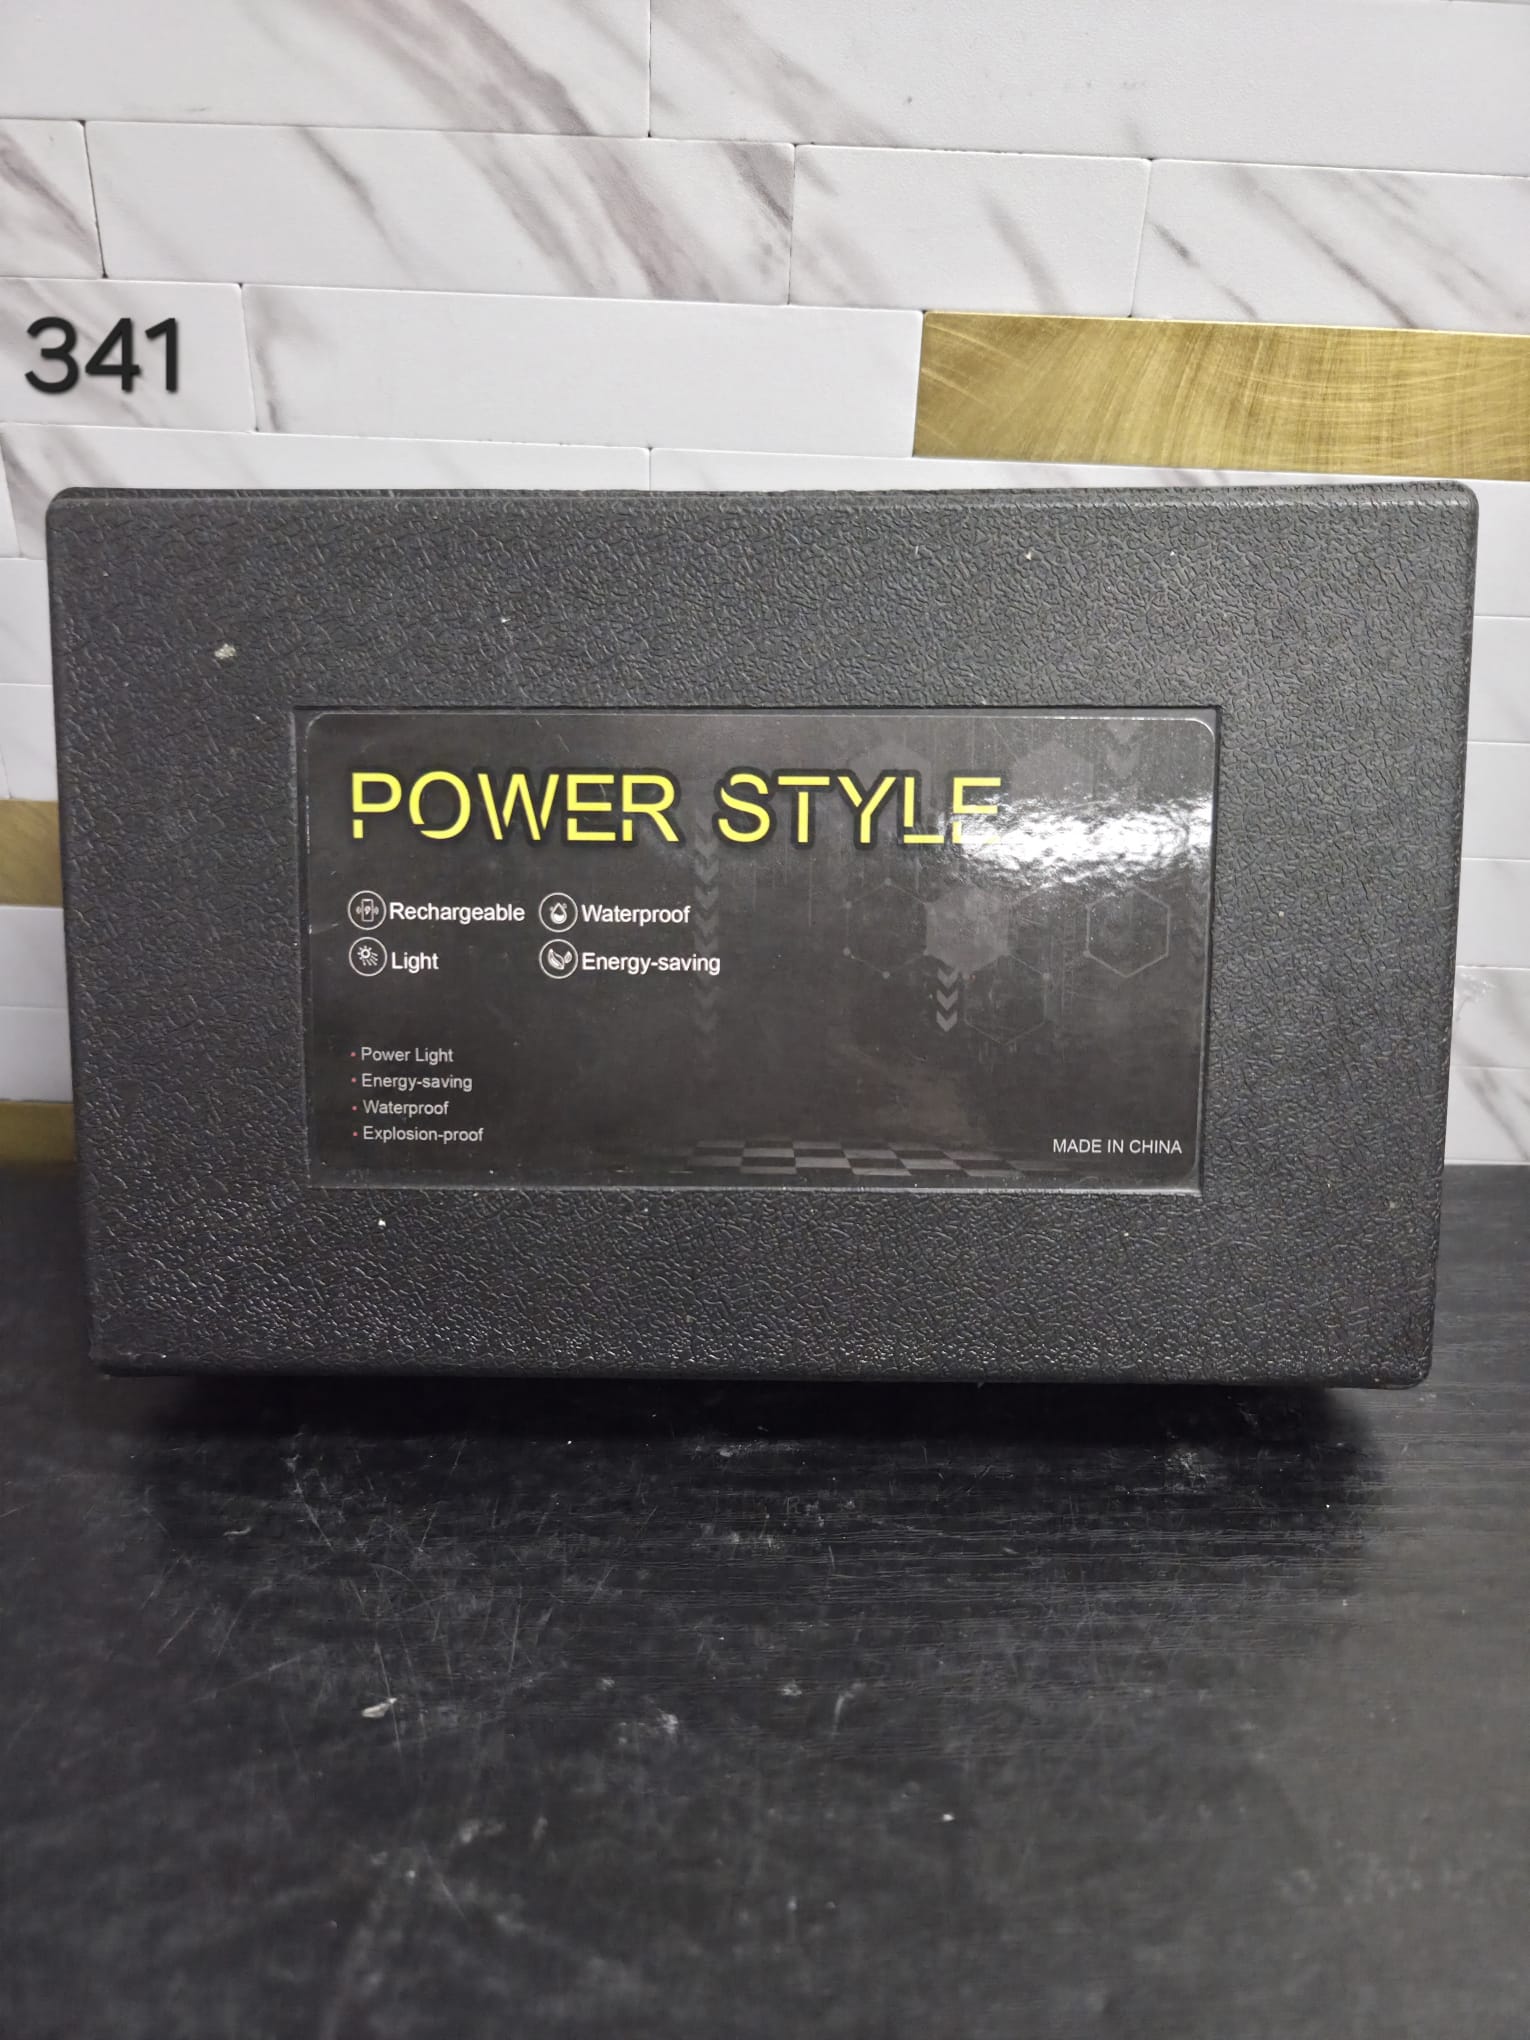 341
POWER STYLE
Rechargeable Waterproof
Light Energy-saving
• Power Light
• Energy-saving
• Waterproof
• Explosion-proof
MADE IN CHINA